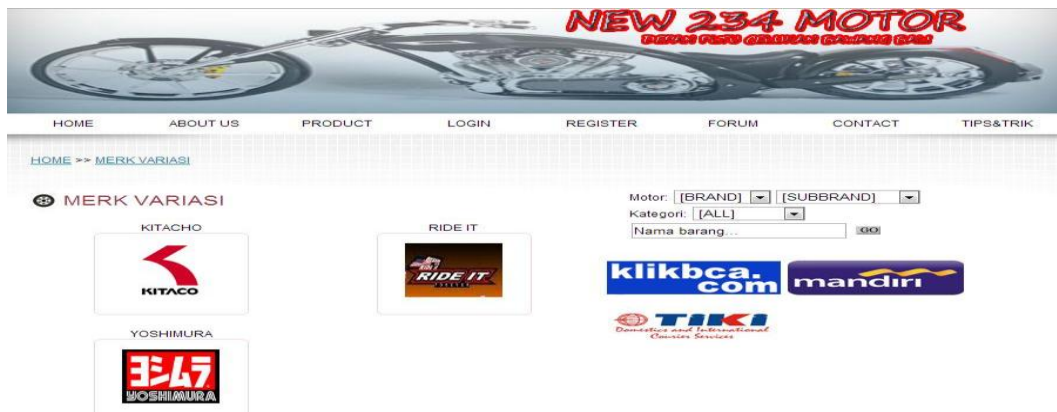 NEW 234 MOTOR
HOME ABOUT US PRODUCT LOGIN REGISTER FORUM CONTACT TIPS&TRIK
HOME >> MERK VARIASI
MERK VARIASI
KITACHO
KITACO
RIDE IT
RIDE IT
YOSHIMURA
ヨシムラ
YOSHIMURA
Motor: [BRAND] [SUBBRAND]
Kategori: [ALL]
Nama barang... GO
klikbca.
com
mandiri
TIKI
Domestics and International
Courier Services